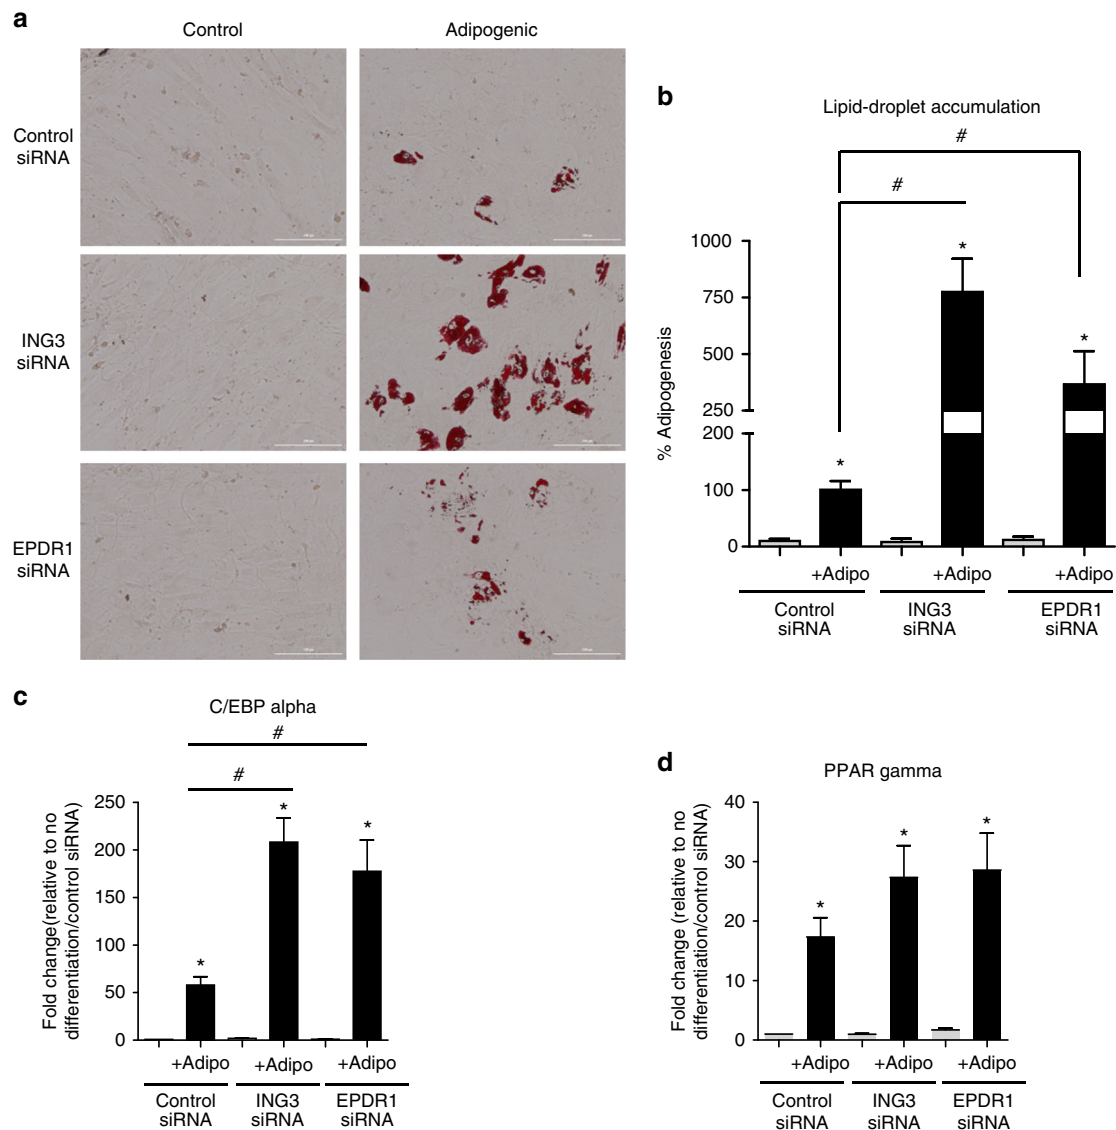 a
Control
Adipogenic
Control
siRNA
ING3
siRNA
EPDR1
siRNA
b
Lipid-droplet accumulation
#
#
% Adipogenesis
1000
750
500
250
200
100
0
*
*
*
+Adipo
+Adipo
+Adipo
Control
siRNA
ING3
siRNA
EPDR1
siRNA
c
C/EBP alpha
#
#
Fold change(relative to no
differentiation/control siRNA)
250
200
150
100
50
0
*
*
*
+Adipo
+Adipo
+Adipo
Control
siRNA
ING3
siRNA
EPDR1
siRNA
d
PPAR gamma
Fold change (relative to no
differentiation/control siRNA)
40
30
20
10
0
*
*
*
+Adipo
+Adipo
+Adipo
Control
siRNA
ING3
siRNA
EPDR1
siRNA